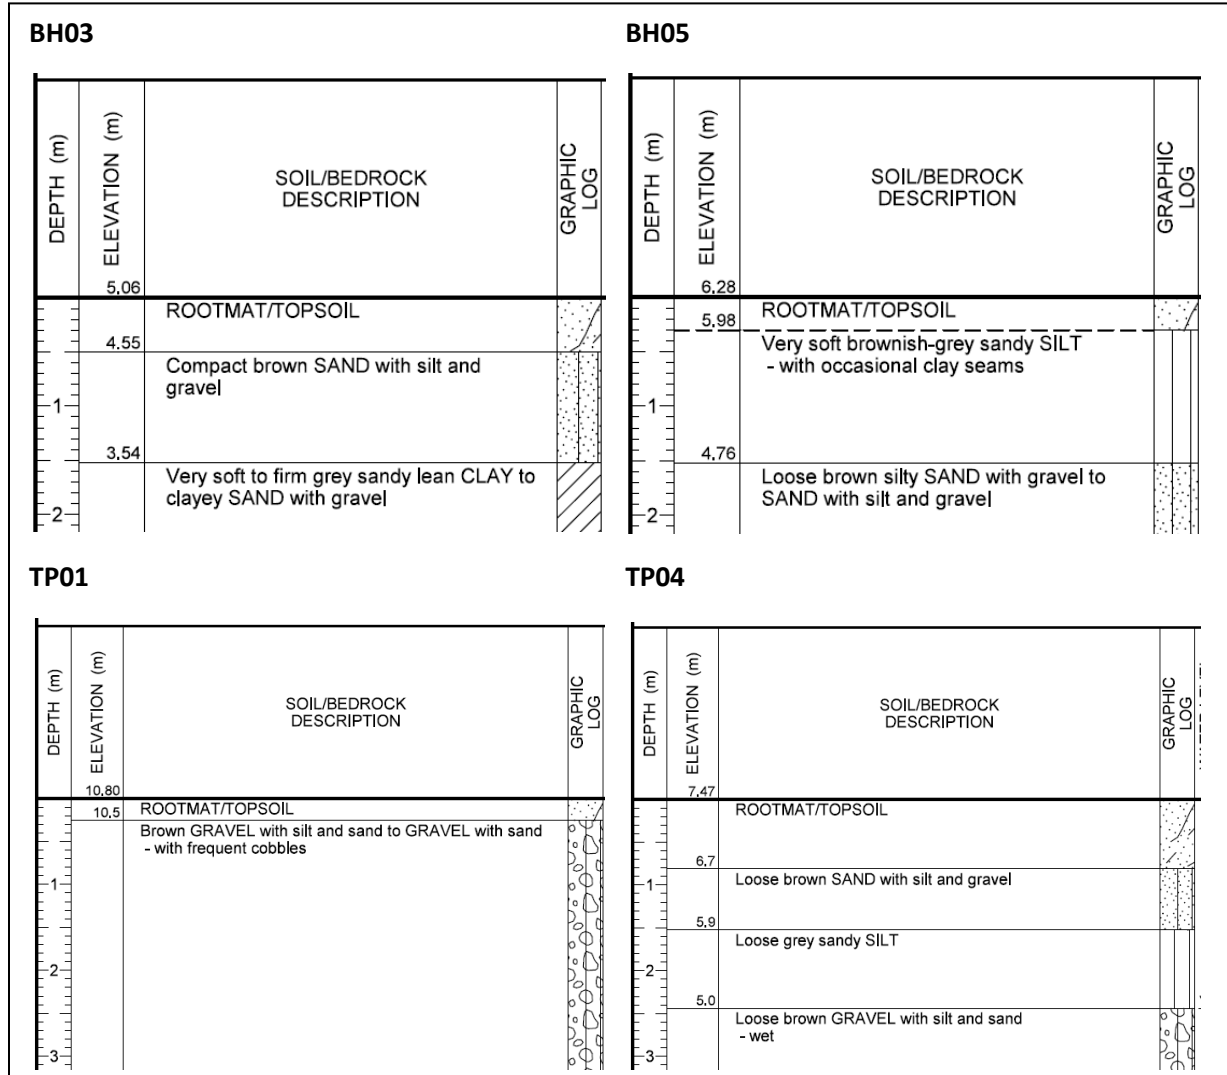 BH03
DEPTH (m)
ELEVATION (m)
SOIL/BEDROCK
DESCRIPTION
GRAPHIC
LOG
5.06
ROOTMAT/TOPSOIL
4.55
Compact brown SAND with silt and
gravel
1
3.54
Very soft to firm grey sandy lean CLAY to
clayey SAND with gravel
2
BH05
DEPTH (m)
ELEVATION (m)
SOIL/BEDROCK
DESCRIPTION
GRAPHIC
LOG
6.28
ROOTMAT/TOPSOIL
5.98
Very soft brownish-grey sandy SILT
- with occasional clay seams
1
4.76
Loose brown silty SAND with gravel to
SAND with silt and gravel
2
TP01
DEPTH (m)
ELEVATION (m)
SOIL/BEDROCK
DESCRIPTION
GRAPHIC
LOG
10.80
10.5 ROOTMAT/TOPSOIL
Brown GRAVEL with silt and sand to GRAVEL with sand
- with frequent cobbles
1
2
3
TP04
DEPTH (m)
ELEVATION (m)
SOIL/BEDROCK
DESCRIPTION
GRAPHIC
LOG
7.47
ROOTMAT/TOPSOIL
6.7
Loose brown SAND with silt and gravel
1
5.9
Loose grey sandy SILT
2
5.0
Loose brown GRAVEL with silt and sand
- wet
3